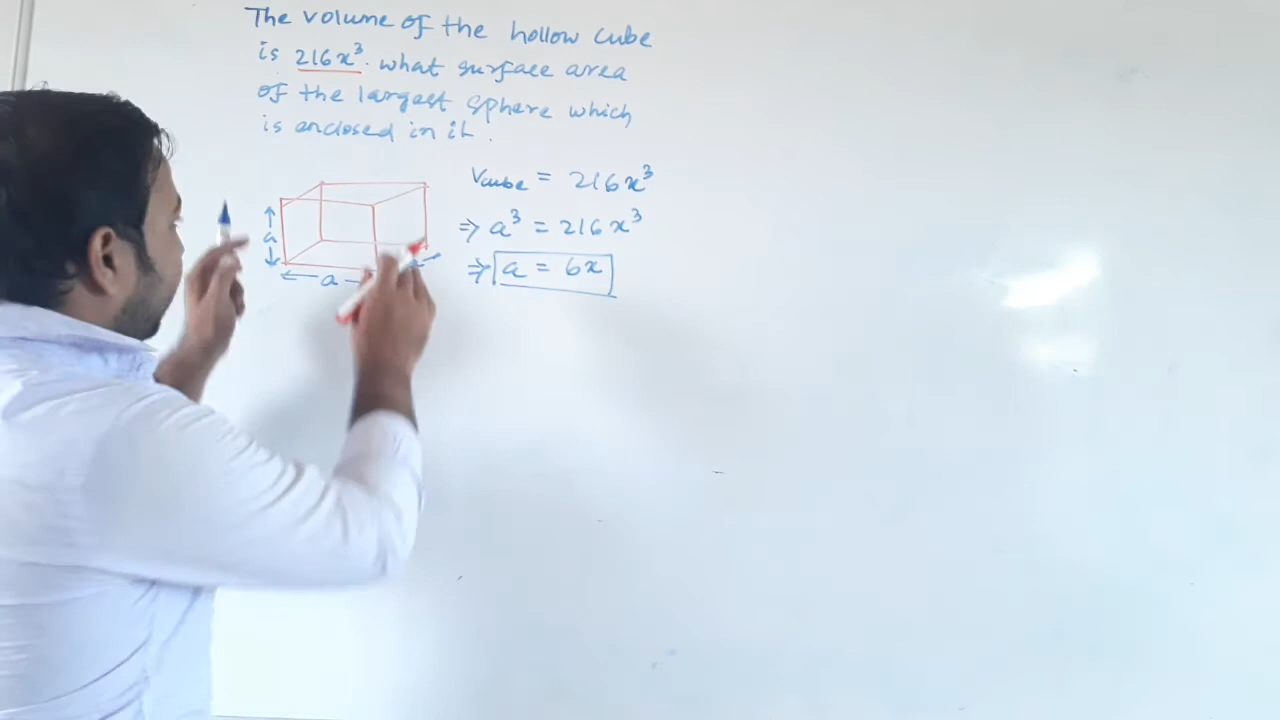 The volume of the hollow cube
is 216x³. what surface area
of the largest sphere which
is enclosed in it.
Vcube = 216x³
⇒ a³ = 216x³
⇒ a = 6x
a
a